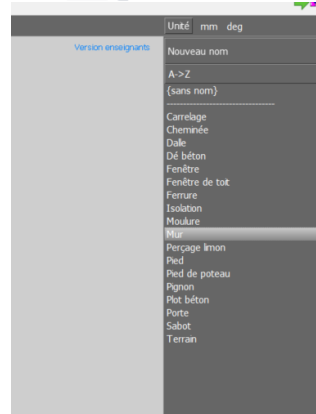 Unité mm deg
Version enseignants
Nouveau nom
A->Z
{sans nom}
--------------------------------
Carrelage
Cheminée
Dalle
Dé béton
Fenêtre
Fenêtre de toit
Ferrure
Isolation
Moulure
Mur
Perçage limon
Pied
Pied de poteau
Pignon
Plot béton
Porte
Sabot
Terrain